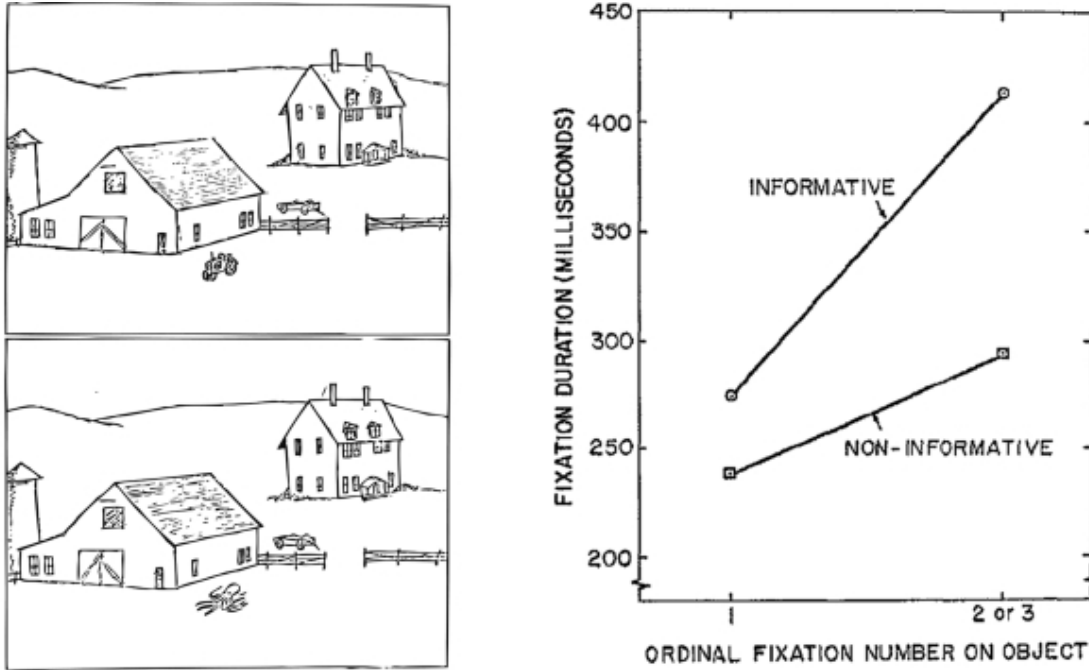 FIXATION DURATION (MILLISECONDS)
450
400
350
300
250
200
INFORMATIVE
NON-INFORMATIVE
1
2 or 3
ORDINAL FIXATION NUMBER ON OBJECT